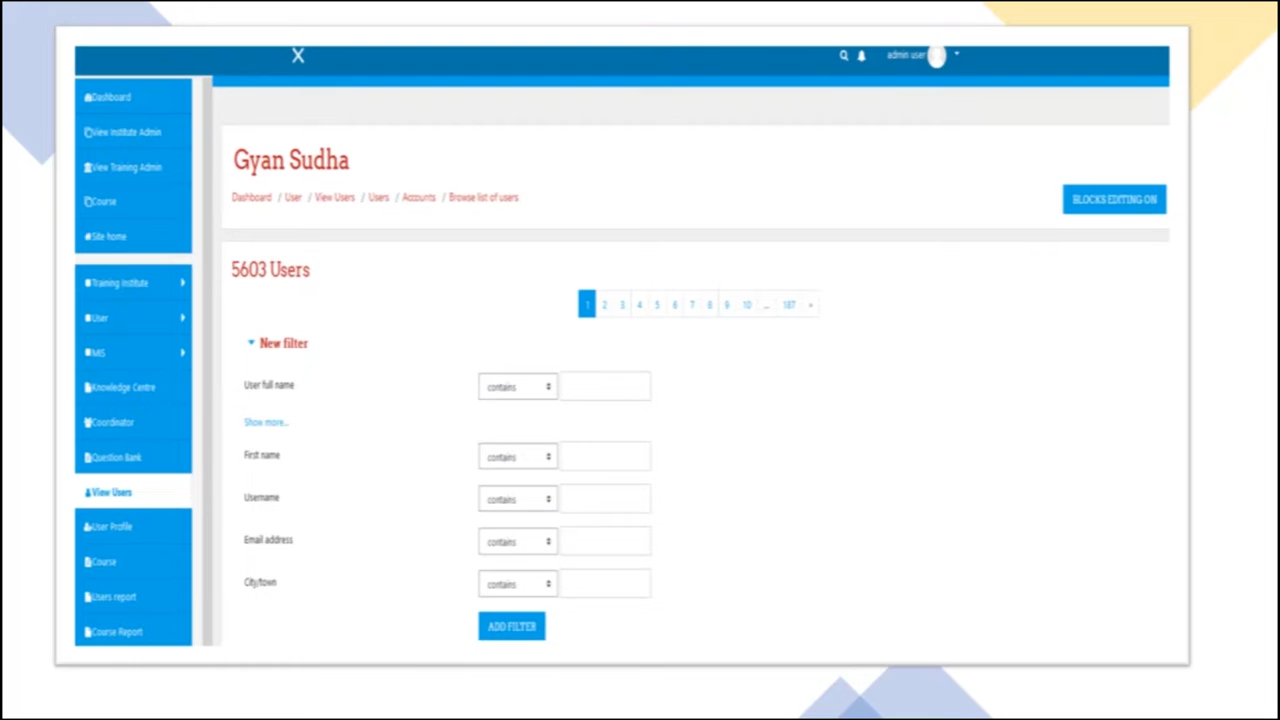 X
admin user
Dashboard
View Institute Admin
View Training Admin
Course
Site home
Training Institute
User
MIS
Knowledge Centre
Coordinator
Question Bank
View Users
User Profile
Course
Users report
Course Report
Gyan Sudha
Dashboard / User / View Users / Users / Accounts / Browse list of users
BLOCKS EDITING ON
5603 Users
1 2 3 4 5 6 7 8 9 10 ... 187 »
New filter
User full name contains
Show more...
First name contains
Username contains
Email address contains
City/town contains
ADD FILTER